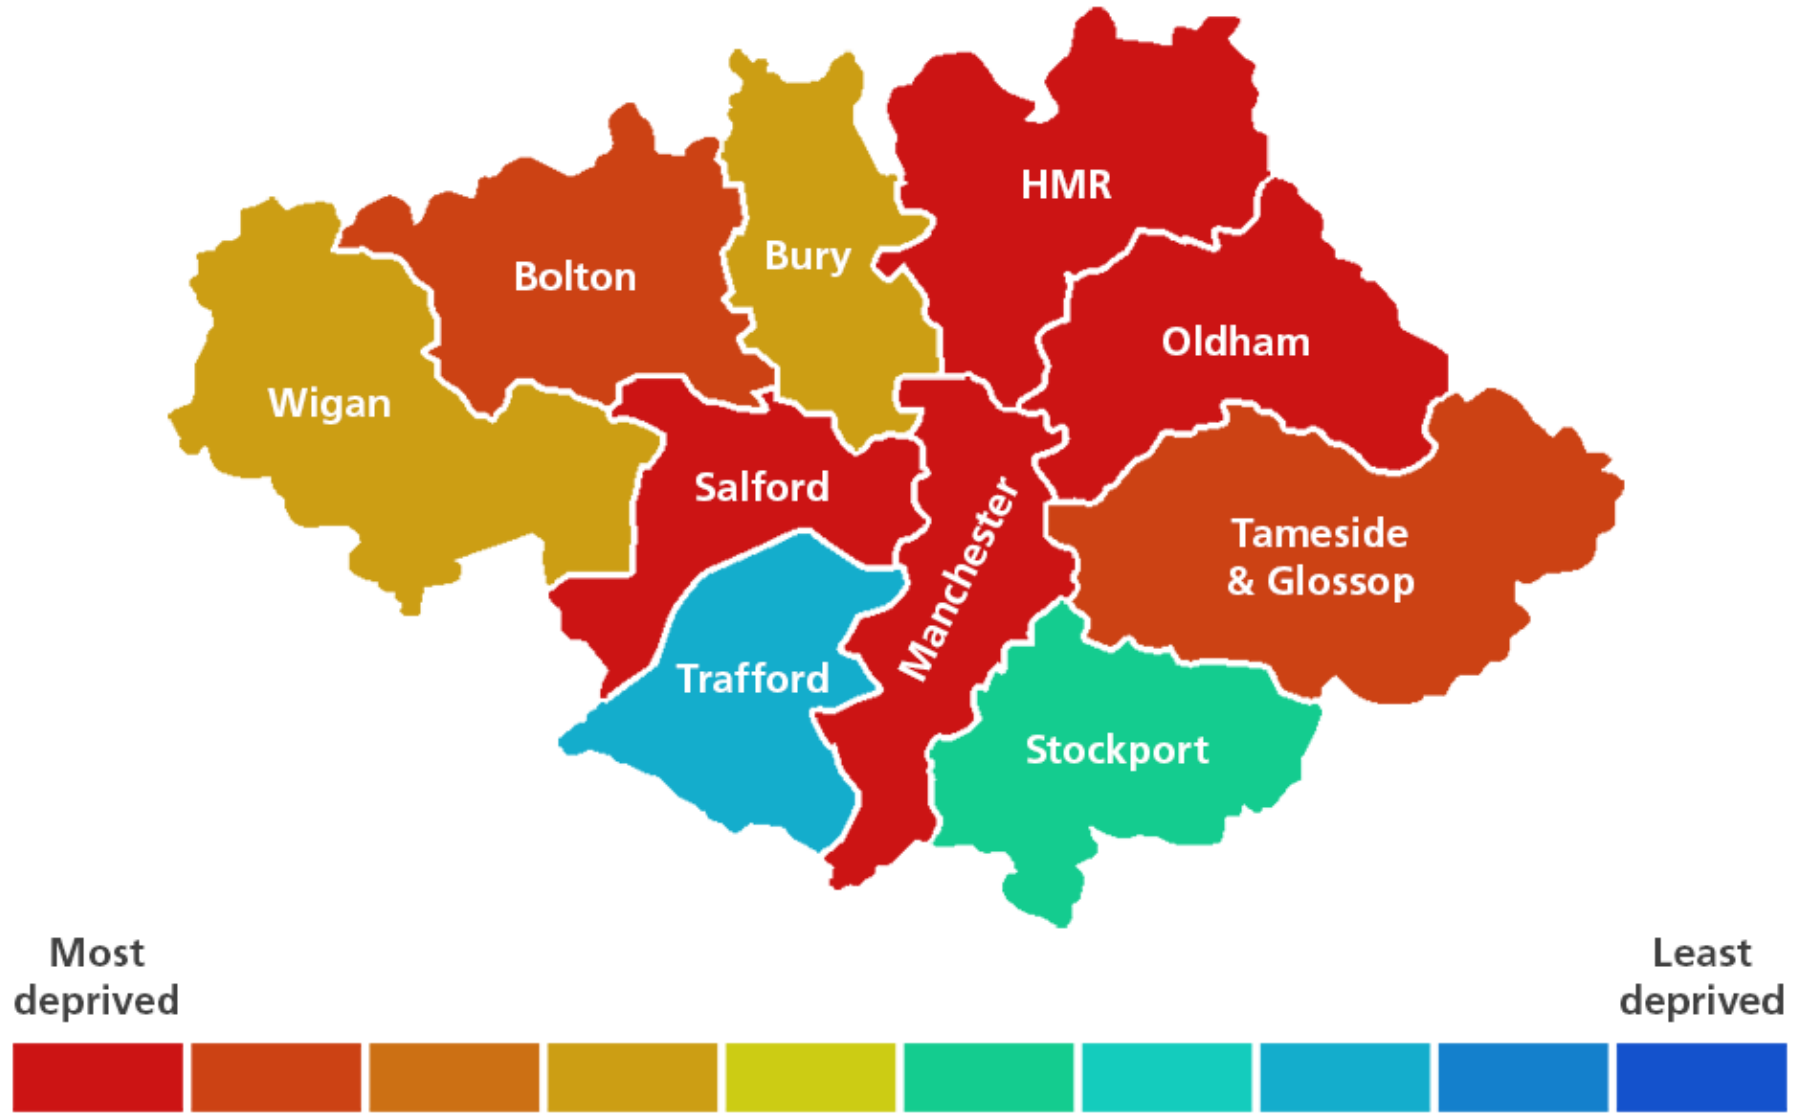 HMR
Bury
Bolton
Oldham
Wigan
Salford
Manchester
Tameside
& Glossop
Trafford
Stockport
Most
deprived
Least
deprived